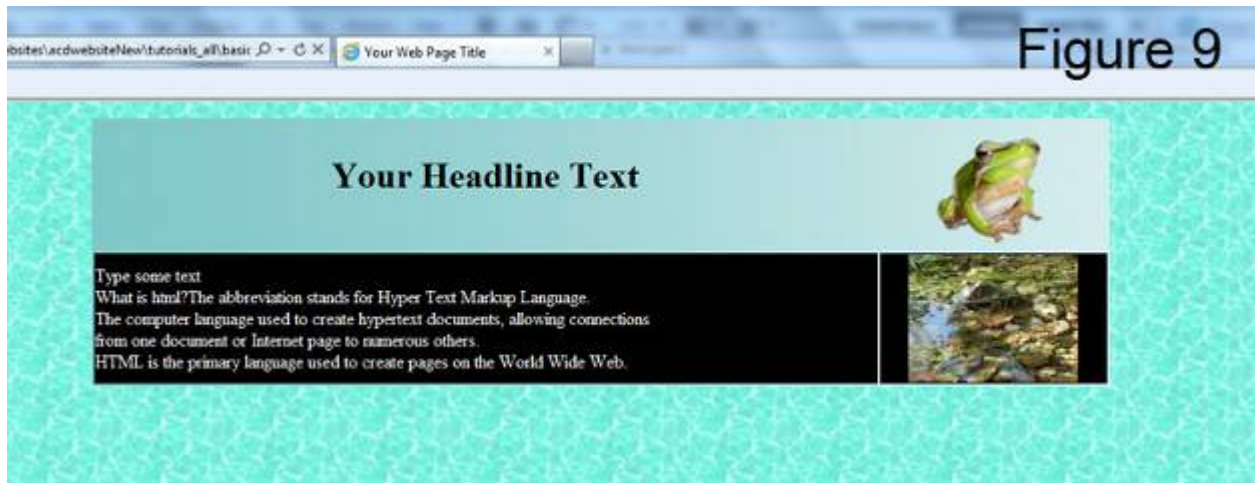 Figure 9
bsites\acdwebsiteNew\tutorials_all\basic
Your Web Page Title
Your Headline Text
Type some text
What is html?The abbreviation stands for Hyper Text Markup Language.
The computer language used to create hypertext documents, allowing connections
from one document or Internet page to numerous others.
HTML is the primary language used to create pages on the World Wide Web.